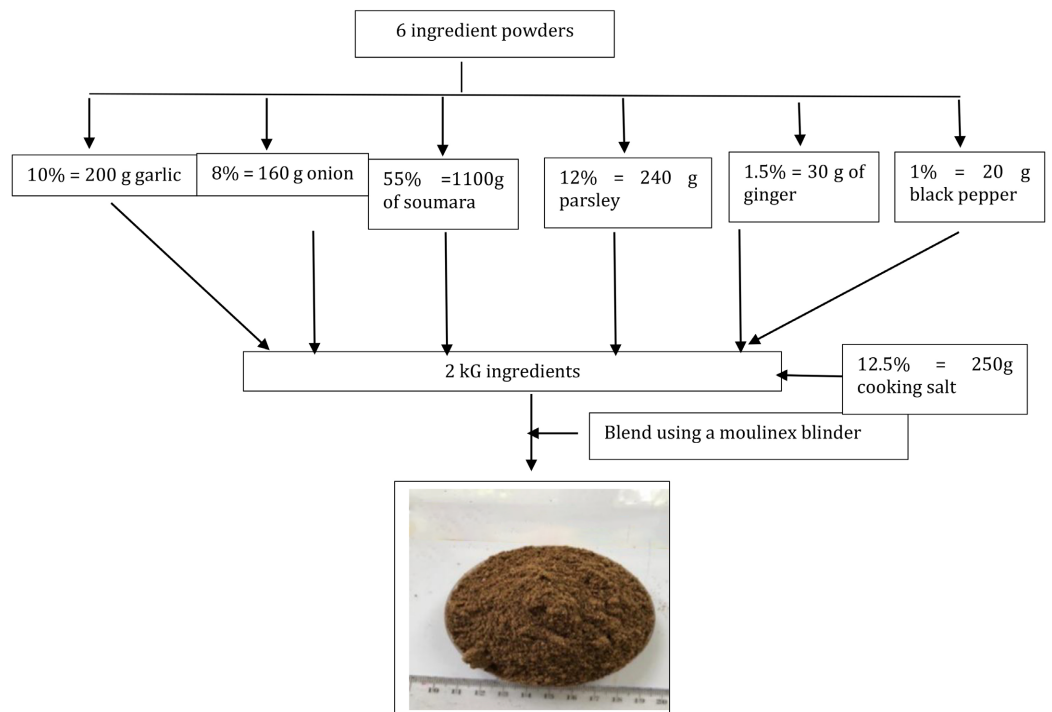 6 ingredient powders
10% = 200 g garlic
8% = 160 g onion
55% =1100g
of soumara
12% = 240 g
parsley
1.5% = 30 g of
ginger
1% = 20 g
black pepper
2 kG ingredients
12.5% = 250g
cooking salt
Blend using a moulinex blinder